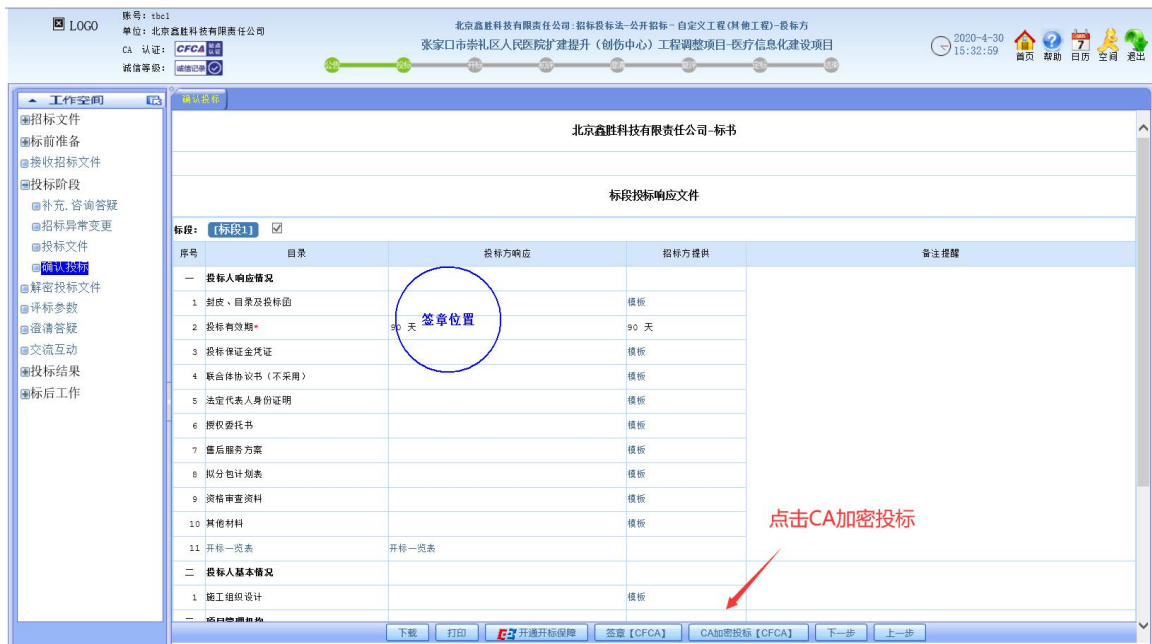 LOGO
账号: tbc1
单位: 北京鑫胜科技有限责任公司
CA 认证: CFCA
诚信等级: 诚信记录
北京鑫胜科技有限责任公司:招标投标法-公开招标-自定义工程(其他工程)-投标方
张家口市崇礼区人民医院扩建提升（创伤中心）工程调整项目-医疗信息化建设项目
2020-4-30
15:32:59
首页 帮助 日历 空间 退出
7
工作空间
招标文件
标前准备
接收招标文件
投标阶段
补充,咨询答疑
招标异常变更
投标文件
确认投标
解密投标文件
评标参数
澄清答疑
交流互动
投标结果
标后工作
确认投标
北京鑫胜科技有限责任公司-标书
标段投标响应文件
标段: [标段1]
序号 目录 投标方响应 招标方提供 备注提醒
一 投标人响应情况
1 封皮、目录及投标函 模板
2 投标有效期* 90 天 90 天
签章位置
3 投标保证金凭证 模板
4 联合体协议书（不采用） 模板
5 法定代表人身份证明 模板
6 授权委托书 模板
7 售后服务方案 模板
8 拟分包计划表 模板
9 资格审查资料 模板
10 其他材料 模板
11 开标一览表 开标一览表
二 投标人基本情况
1 施工组织设计 模板
点击CA加密投标
下载 打印 开通开标保障 签章【CFCA】 CA加密投标【CFCA】 下一步 上一步